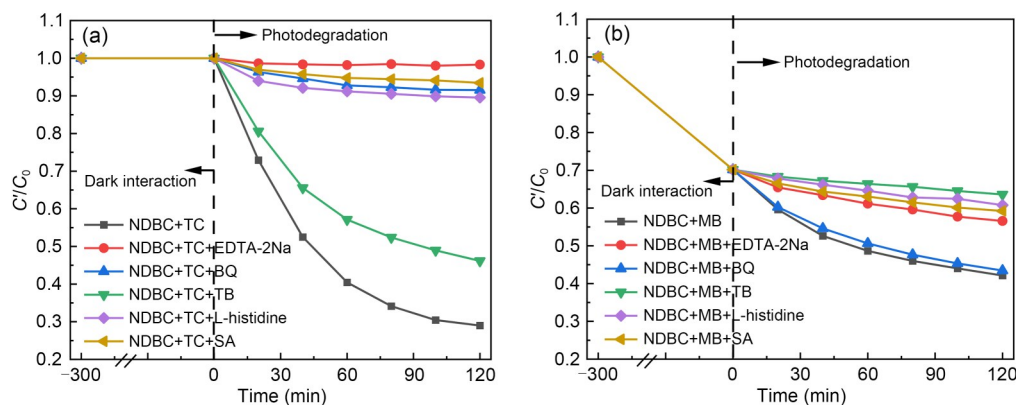 (a)
Photodegradation
Dark interaction
NDBC+TC
NDBC+TC+EDTA-2Na
NDBC+TC+BQ
NDBC+TC+TB
NDBC+TC+L-histidine
NDBC+TC+SA
C'/C0
1.1
1.0
0.9
0.8
0.7
0.6
0.5
0.4
0.3
0.2
−300 0 30 60 90 120
Time (min)
(b)
Photodegradation
Dark interaction
NDBC+MB
NDBC+MB+EDTA-2Na
NDBC+MB+BQ
NDBC+MB+TB
NDBC+MB+L-histidine
NDBC+MB+SA
C'/C0
1.1
1.0
0.9
0.8
0.7
0.6
0.5
0.4
0.3
0.2
−300 0 30 60 90 120
Time (min)